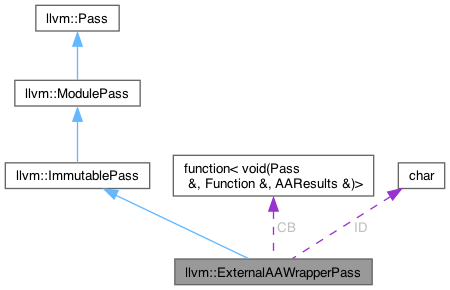 llvm::Pass
llvm::ModulePass
llvm::ImmutablePass
function< void(Pass
&, Function &, AAResults &)>
char
CB
ID
llvm::ExternalAAWrapperPass